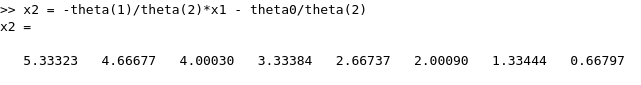 >> x2 = -theta(1)/theta(2)*x1 - theta0/theta(2)
x2 =
5.33323 4.66677 4.00030 3.33384 2.66737 2.00090 1.33444 0.66797